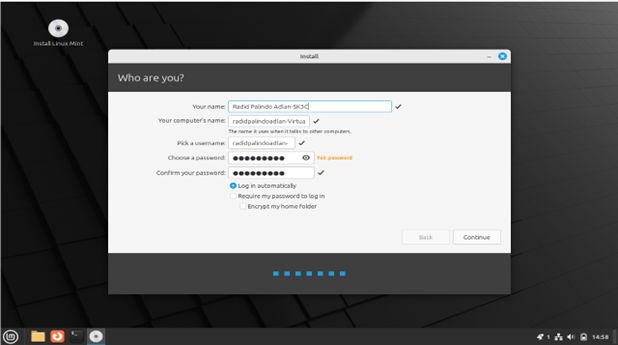 Install Linux Mint
Install
Who are you?
Your name: Radid Palindo Adlan-SK3C
Your computer's name: radidpalindoadlan-Virtua
The name it uses when it talks to other computers.
Pick a username: radidpalindoadlan-
Choose a password: ●●●●●●●●● Fair password
Confirm your password: ●●●●●●●●●
Log in automatically
Require my password to log in
Encrypt my home folder
Back Continue
1 14:58